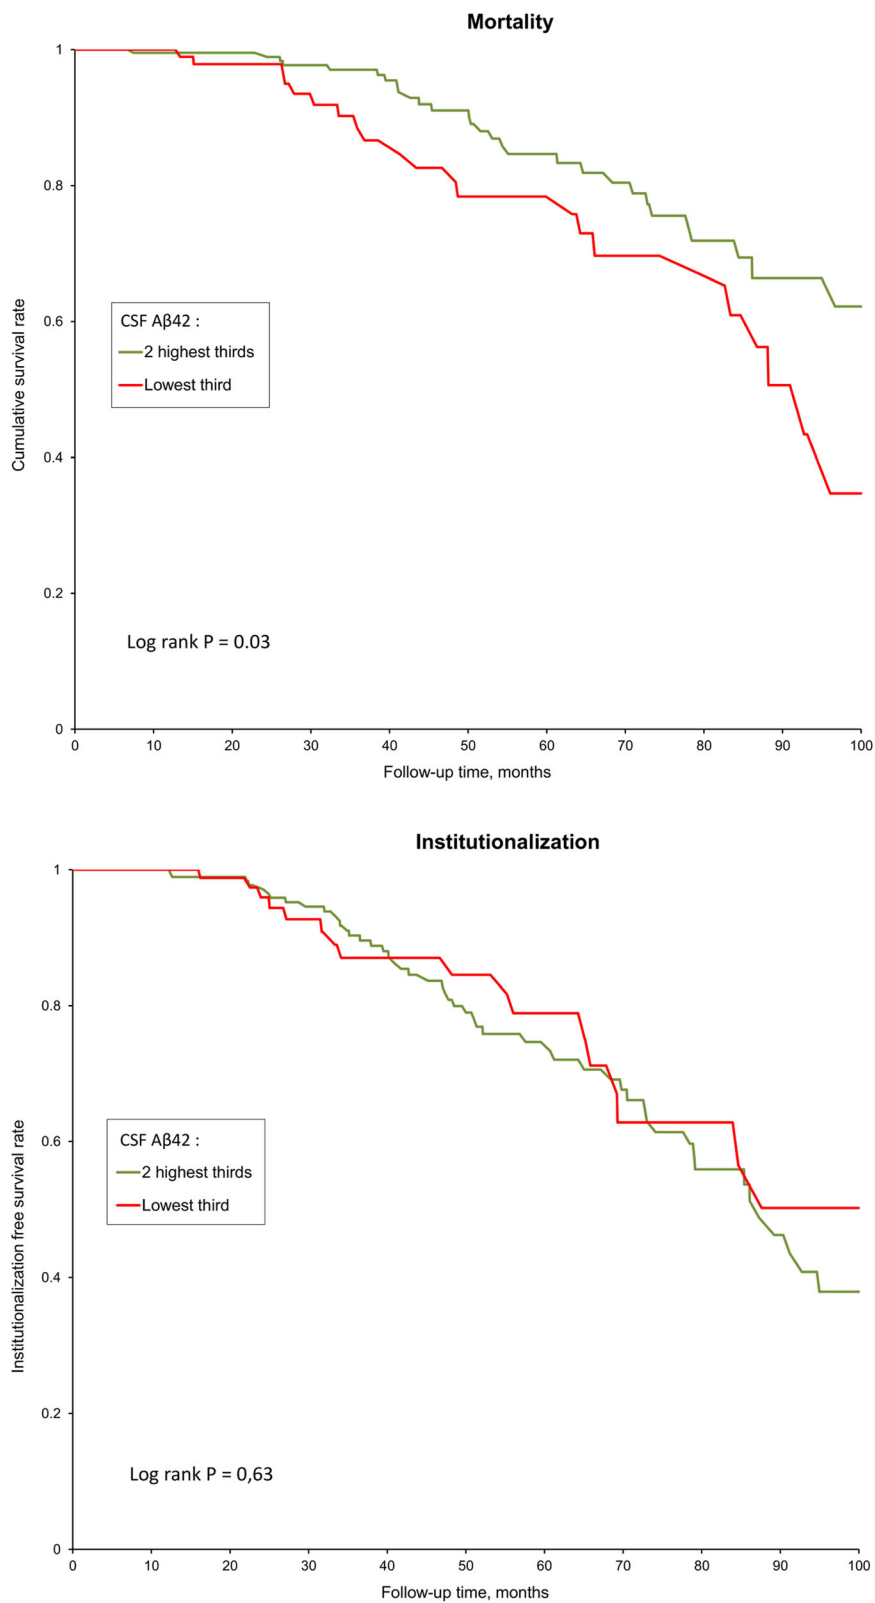 Mortality
1
0.8
0.6
0.4
0.2
0
Cumulative survival rate
CSF Aβ42 :
2 highest thirds
Lowest third
Log rank P = 0.03
0 10 20 30 40 50 60 70 80 90 100
Follow-up time, months
Institutionalization
1
0.8
0.6
0.4
0.2
0
Institutionalization free survival rate
CSF Aβ42 :
2 highest thirds
Lowest third
Log rank P = 0,63
0 10 20 30 40 50 60 70 80 90 100
Follow-up time, months